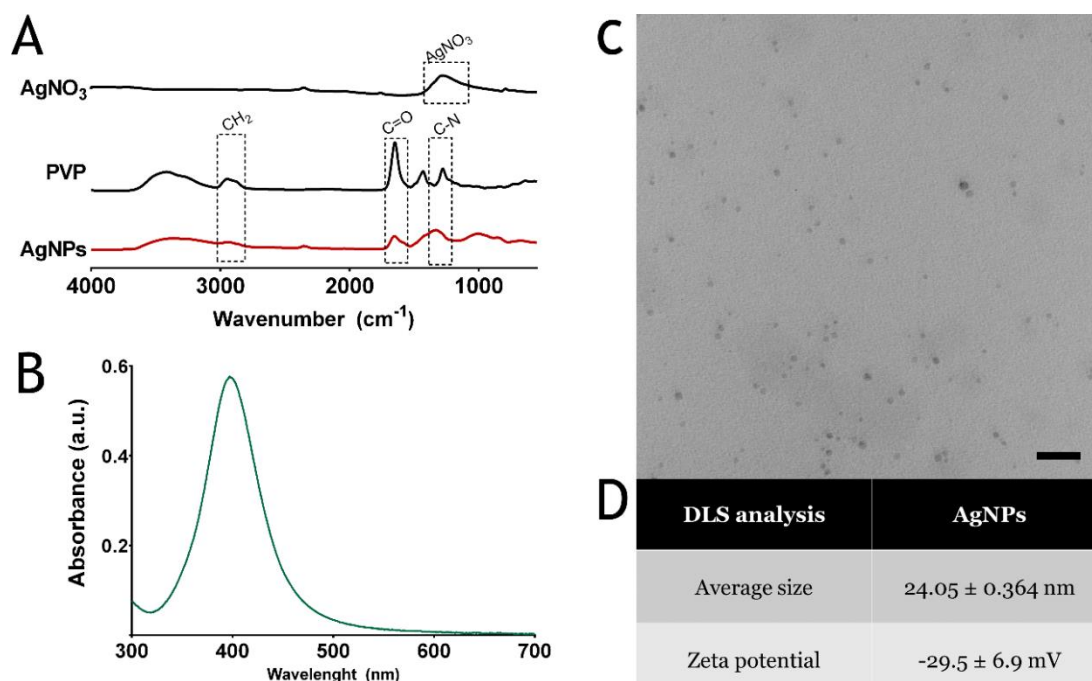 A
AgNO3
AgNO3
CH2
C=O
C-N
PVP
AgNPs
4000 3000 2000 1000
Wavenumber (cm-1)
B
Absorbance (a.u.)
0.6
0.4
0.2
300 400 500 600 700
Wavelenght (nm)
C
D
DLS analysis AgNPs
Average size 24.05 ± 0.364 nm
Zeta potential -29.5 ± 6.9 mV